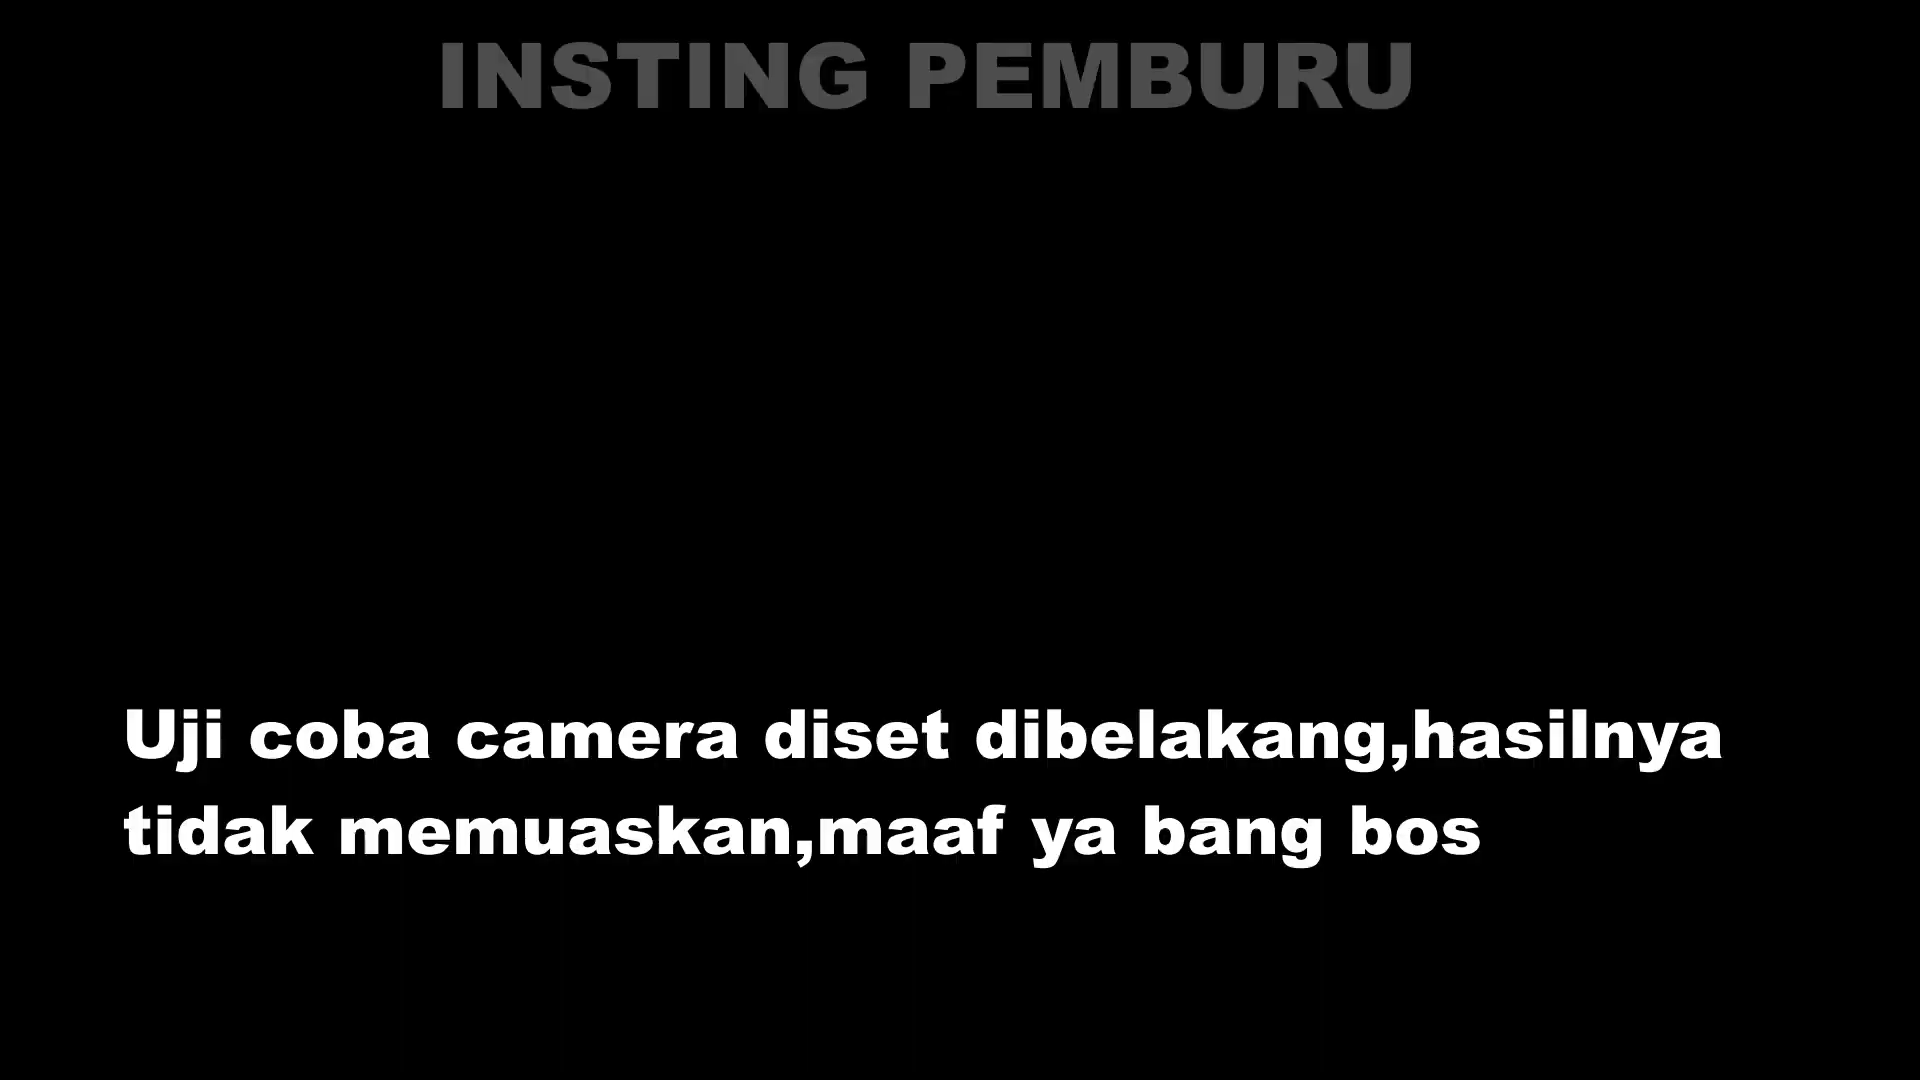 INSTING PEMBURU
Uji coba camera diset dibelakang,hasilnya
tidak memuaskan,maaf ya bang bos